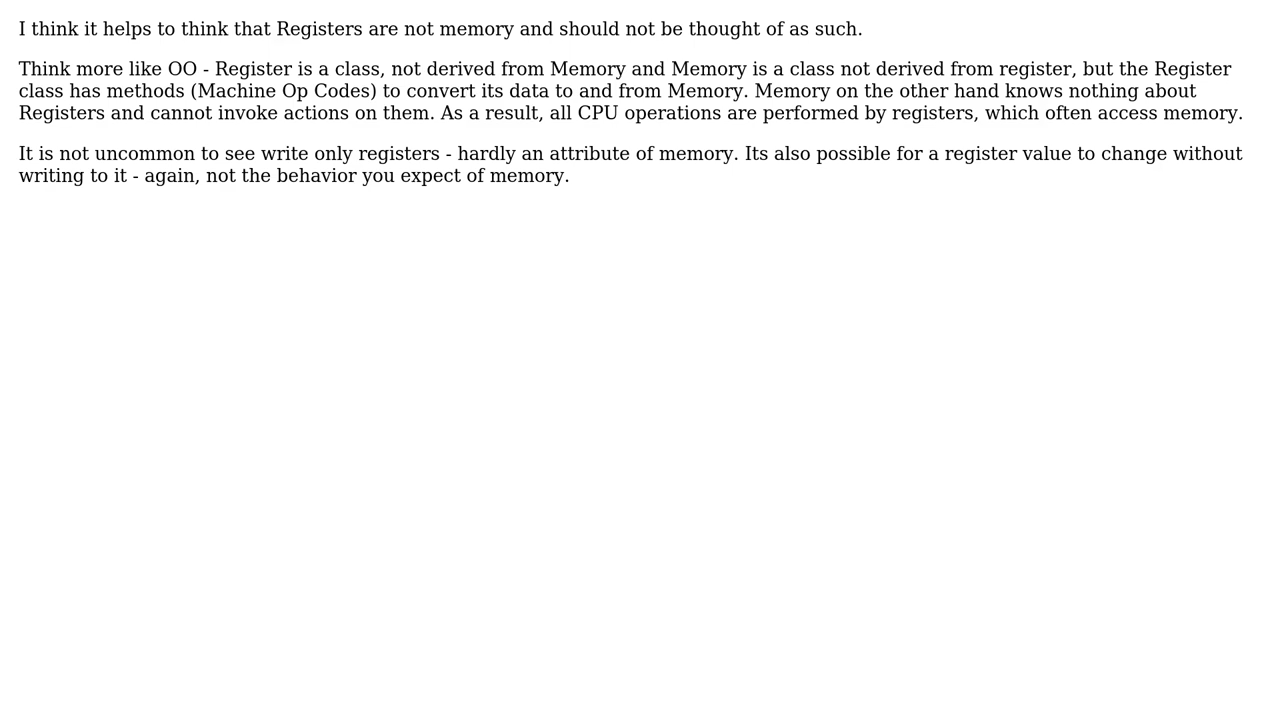 I think it helps to think that Registers are not memory and should not be thought of as such.
Think more like OO - Register is a class, not derived from Memory and Memory is a class not derived from register, but the Register
class has methods (Machine Op Codes) to convert its data to and from Memory. Memory on the other hand knows nothing about
Registers and cannot invoke actions on them. As a result, all CPU operations are performed by registers, which often access memory.
It is not uncommon to see write only registers - hardly an attribute of memory. Its also possible for a register value to change without
writing to it - again, not the behavior you expect of memory.